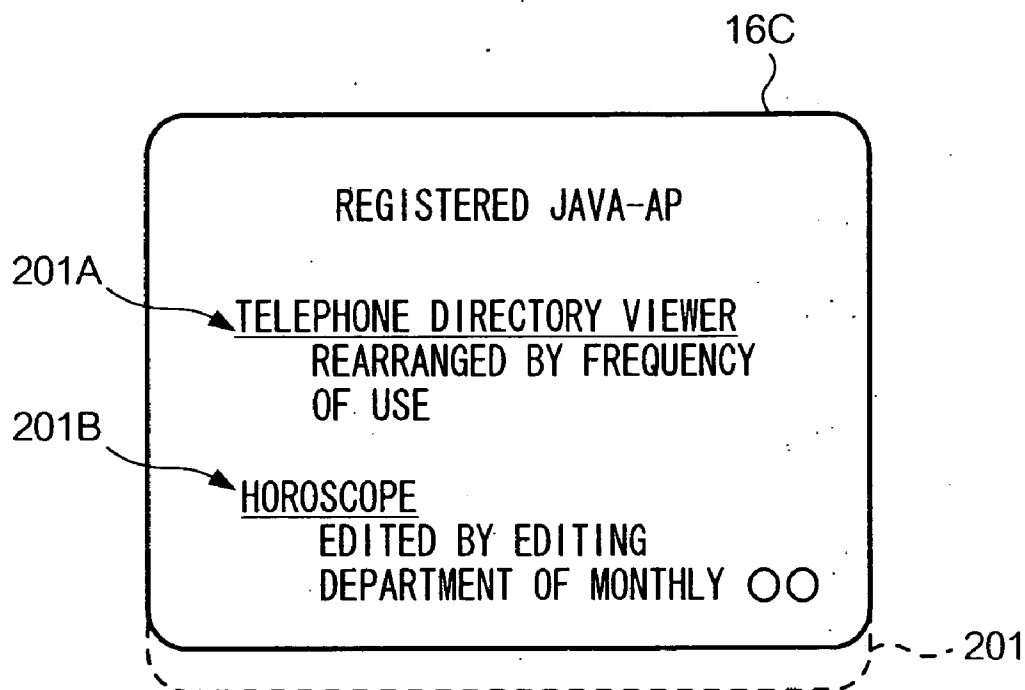 16C
REGISTERED JAVA-AP
201A
TELEPHONE DIRECTORY VIEWER
REARRANGED BY FREQUENCY
OF USE
201B
HOROSCOPE
EDITED BY EDITING
DEPARTMENT OF MONTHLY ○○
201